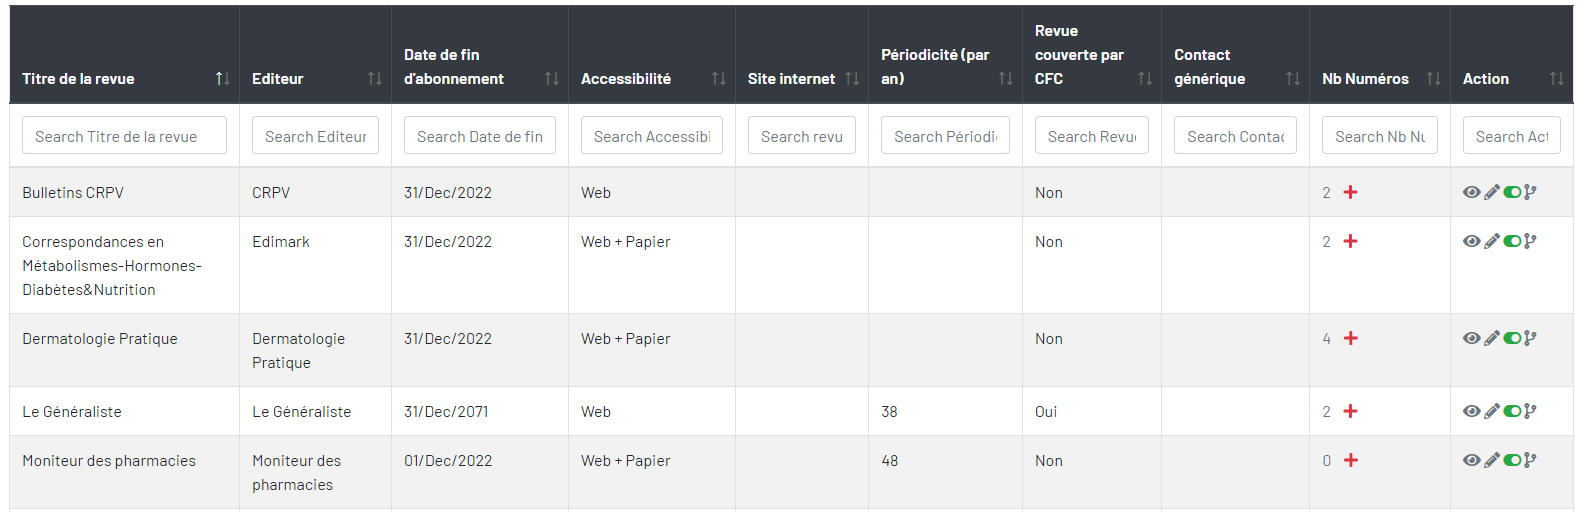 Titre de la revue
Editeur
Date de fin
d'abonnement
Accessibilité
Site internet
Périodicité (par
an)
Revue
couverte par
CFC
Contact
générique
Nb Numéros
Action
Search Titre de la revue
Search Editeur
Search Date de fin
Search Accessibi
Search revu
Search Périodi
Search Revue
Search Contac
Search Nb Nu
Search Act
Bulletins CRPV
CRPV
31/Dec/2022
Web
Non
2
Correspondances en
Métabolismes-Hormones-
Diabètes&Nutrition
Edimark
31/Dec/2022
Web + Papier
Non
2
Dermatologie Pratique
Dermatologie
Pratique
31/Dec/2022
Web + Papier
Non
4
Le Généraliste
Le Généraliste
31/Dec/2071
Web
38
Oui
2
Moniteur des pharmacies
Moniteur des
pharmacies
01/Dec/2022
Web + Papier
48
Non
0